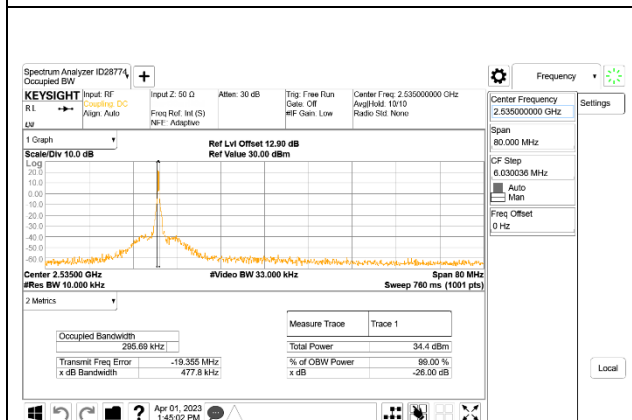 Spectrum Analyzer ID28774
Occupied BW
+
Frequency
KEYSIGHT
RL
Input: RF
Coupling: DC
Align: Auto
Input Z: 50 Ω
Freq Ref: Int (S)
NFE: Adaptive
Atten: 30 dB
Trig: Free Run
Gate: Off
#IF Gain: Low
Center Freq: 2.535000000 GHz
Avg|Hold: 10/10
Radio Std: None
Center Frequency
2.535000000 GHz
Settings
Span
80.000 MHz
CF Step
6.030036 MHz
Auto
Man
Freq Offset
0 Hz
1 Graph
Scale/Div 10.0 dB
Ref Lvl Offset 12.90 dB
Ref Value 30.00 dBm
Log
20.0
10.0
0.00
-10.0
-20.0
-30.0
-40.0
-50.0
-60.0
Center 2.53500 GHz
#Res BW 10.000 kHz
#Video BW 33.000 kHz
Span 80 MHz
Sweep 760 ms (1001 pts)
2 Metrics
Measure Trace
Trace 1
Occupied Bandwidth
295.69 kHz
Total Power
34.4 dBm
Transmit Freq Error
-19.355 MHz
% of OBW Power
99.00 %
x dB Bandwidth
477.8 kHz
x dB
-26.00 dB
Local
?
Apr 01, 2023
1:45:02 PM